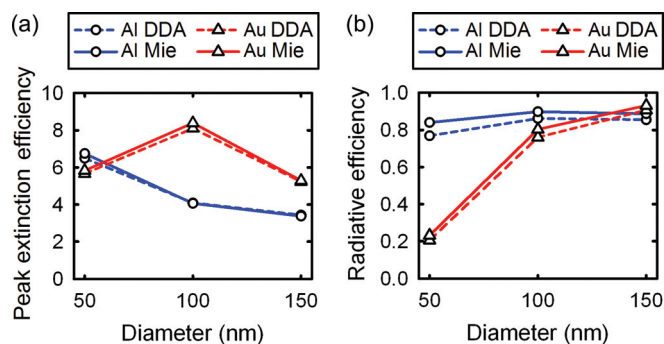 (a)
Al DDA Au DDA
Al Mie Au Mie
Peak extinction efficiency
10
8
6
4
2
0
50 100 150
Diameter (nm)
(b)
Al DDA Au DDA
Al Mie Au Mie
Radiative efficiency
1.0
0.8
0.6
0.4
0.2
0.0
50 100 150
Diameter (nm)